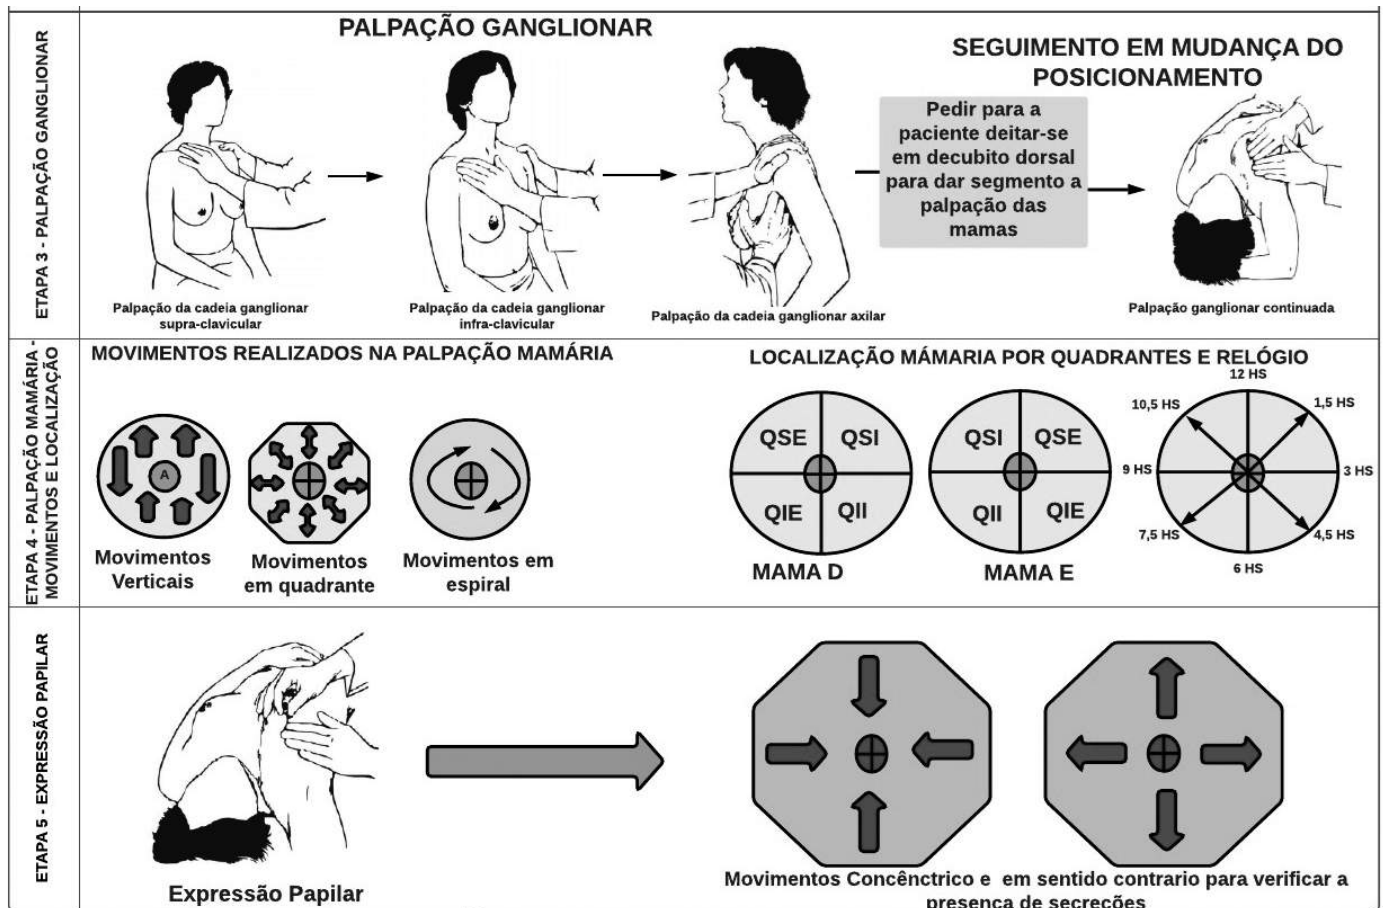 ETAPA 3 - PALPAÇÃO GANGLIONAR
PALPAÇÃO GANGLIONAR
SEGUIMENTO EM MUDANÇA DO
POSICIONAMENTO
Pedir para a
paciente deitar-se
em decubito dorsal
para dar segmento a
palpação das
mamas
Palpação da cadeia ganglionar
supra-clavicular
Palpação da cadeia ganglionar
infra-clavicular
Palpação da cadeia ganglionar axilar
Palpação ganglionar continuada
ETAPA 4 - PALPAÇÃO MAMÁRIA -
MOVIMENTOS E LOCALIZAÇÃO
MOVIMENTOS REALIZADOS NA PALPAÇÃO MAMÁRIA
A
Movimentos
Verticais
Movimentos
em quadrante
Movimentos em
espiral
LOCALIZAÇÃO MÁMARIA POR QUADRANTES E RELÓGIO
QSE QSI
QIE QII
MAMA D
QSI QSE
QII QIE
MAMA E
12 HS
10,5 HS
1,5 HS
9 HS
3 HS
7,5 HS
4,5 HS
6 HS
ETAPA 5 - EXPRESSÃO PAPILAR
Expressão Papilar
Movimentos Concênctrico e em sentido contrario para verificar a
presença de secreções